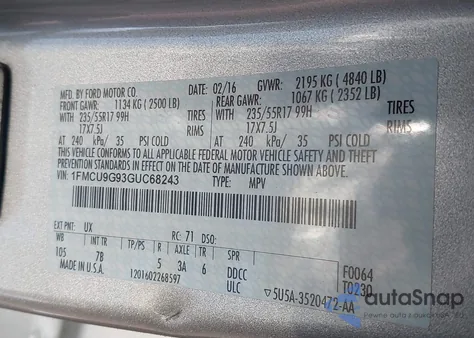 MFD. BY FORD MOTOR CO.
DATE: 02/16 GVWR: 2195 KG ( 4840 LB)
FRONT GAWR: 1134 KG ( 2500 LB) REAR GAWR: 1067 KG ( 2352 LB)
235/55R17 99H TIRES 235/55R17 99H TIRES
17X7.5J RIMS 17X7.5J RIMS
AT 240 kPa/ 35 PSI COLD AT 240 kPa/ 35 PSI COLD
THIS VEHICLE CONFORMS TO ALL APPLICABLE FEDERAL MOTOR VEHICLE
SAFETY AND THEFT PREVENTION STANDARDS IN EFFECT ON THE DATE OF MANUFACTURE SHOWN ABOVE.
VIN: 1FMCU9G93GUC68243
TYPE: MPV
EXT PNT: UX RC: 71 DSO:
WB INT TR TP/PS R AXLE TR SPR
105 7B 5 3A 6 DDCC
MADE IN U.S.A. ULC
F0064
T0230
1201602268597
5U5A-3520472-AA
autoSnap
Pewne auto na każdą